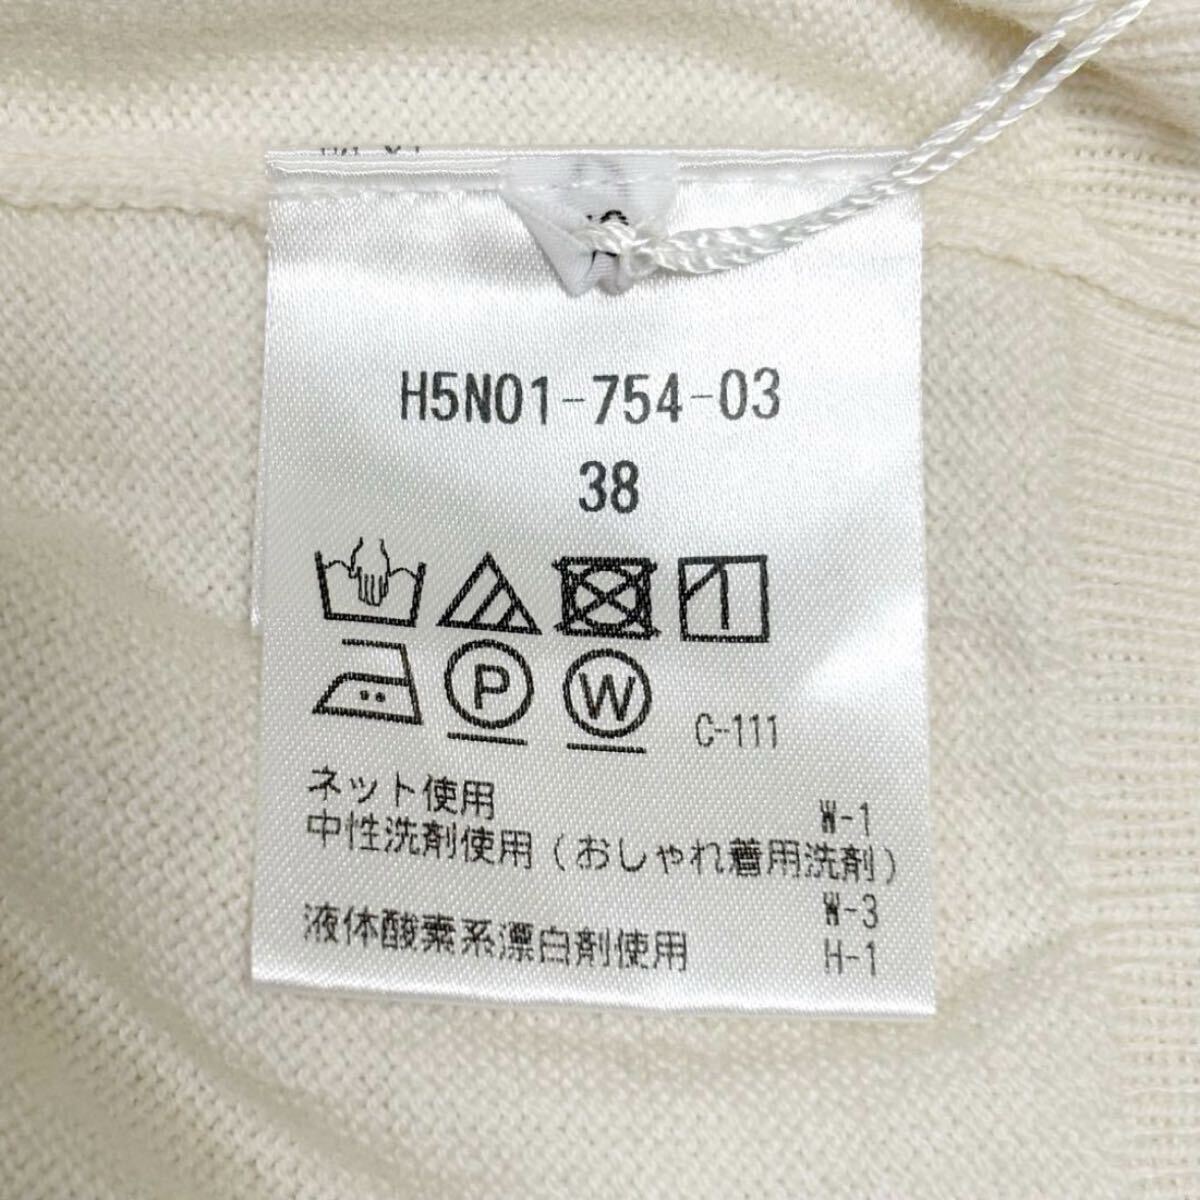 H5N01-754-03
38
P W C-111
ネット使用 W-1
中性洗剤使用(おしゃれ着用洗剤)
W-3
液体酸素系漂白剤使用 H-1